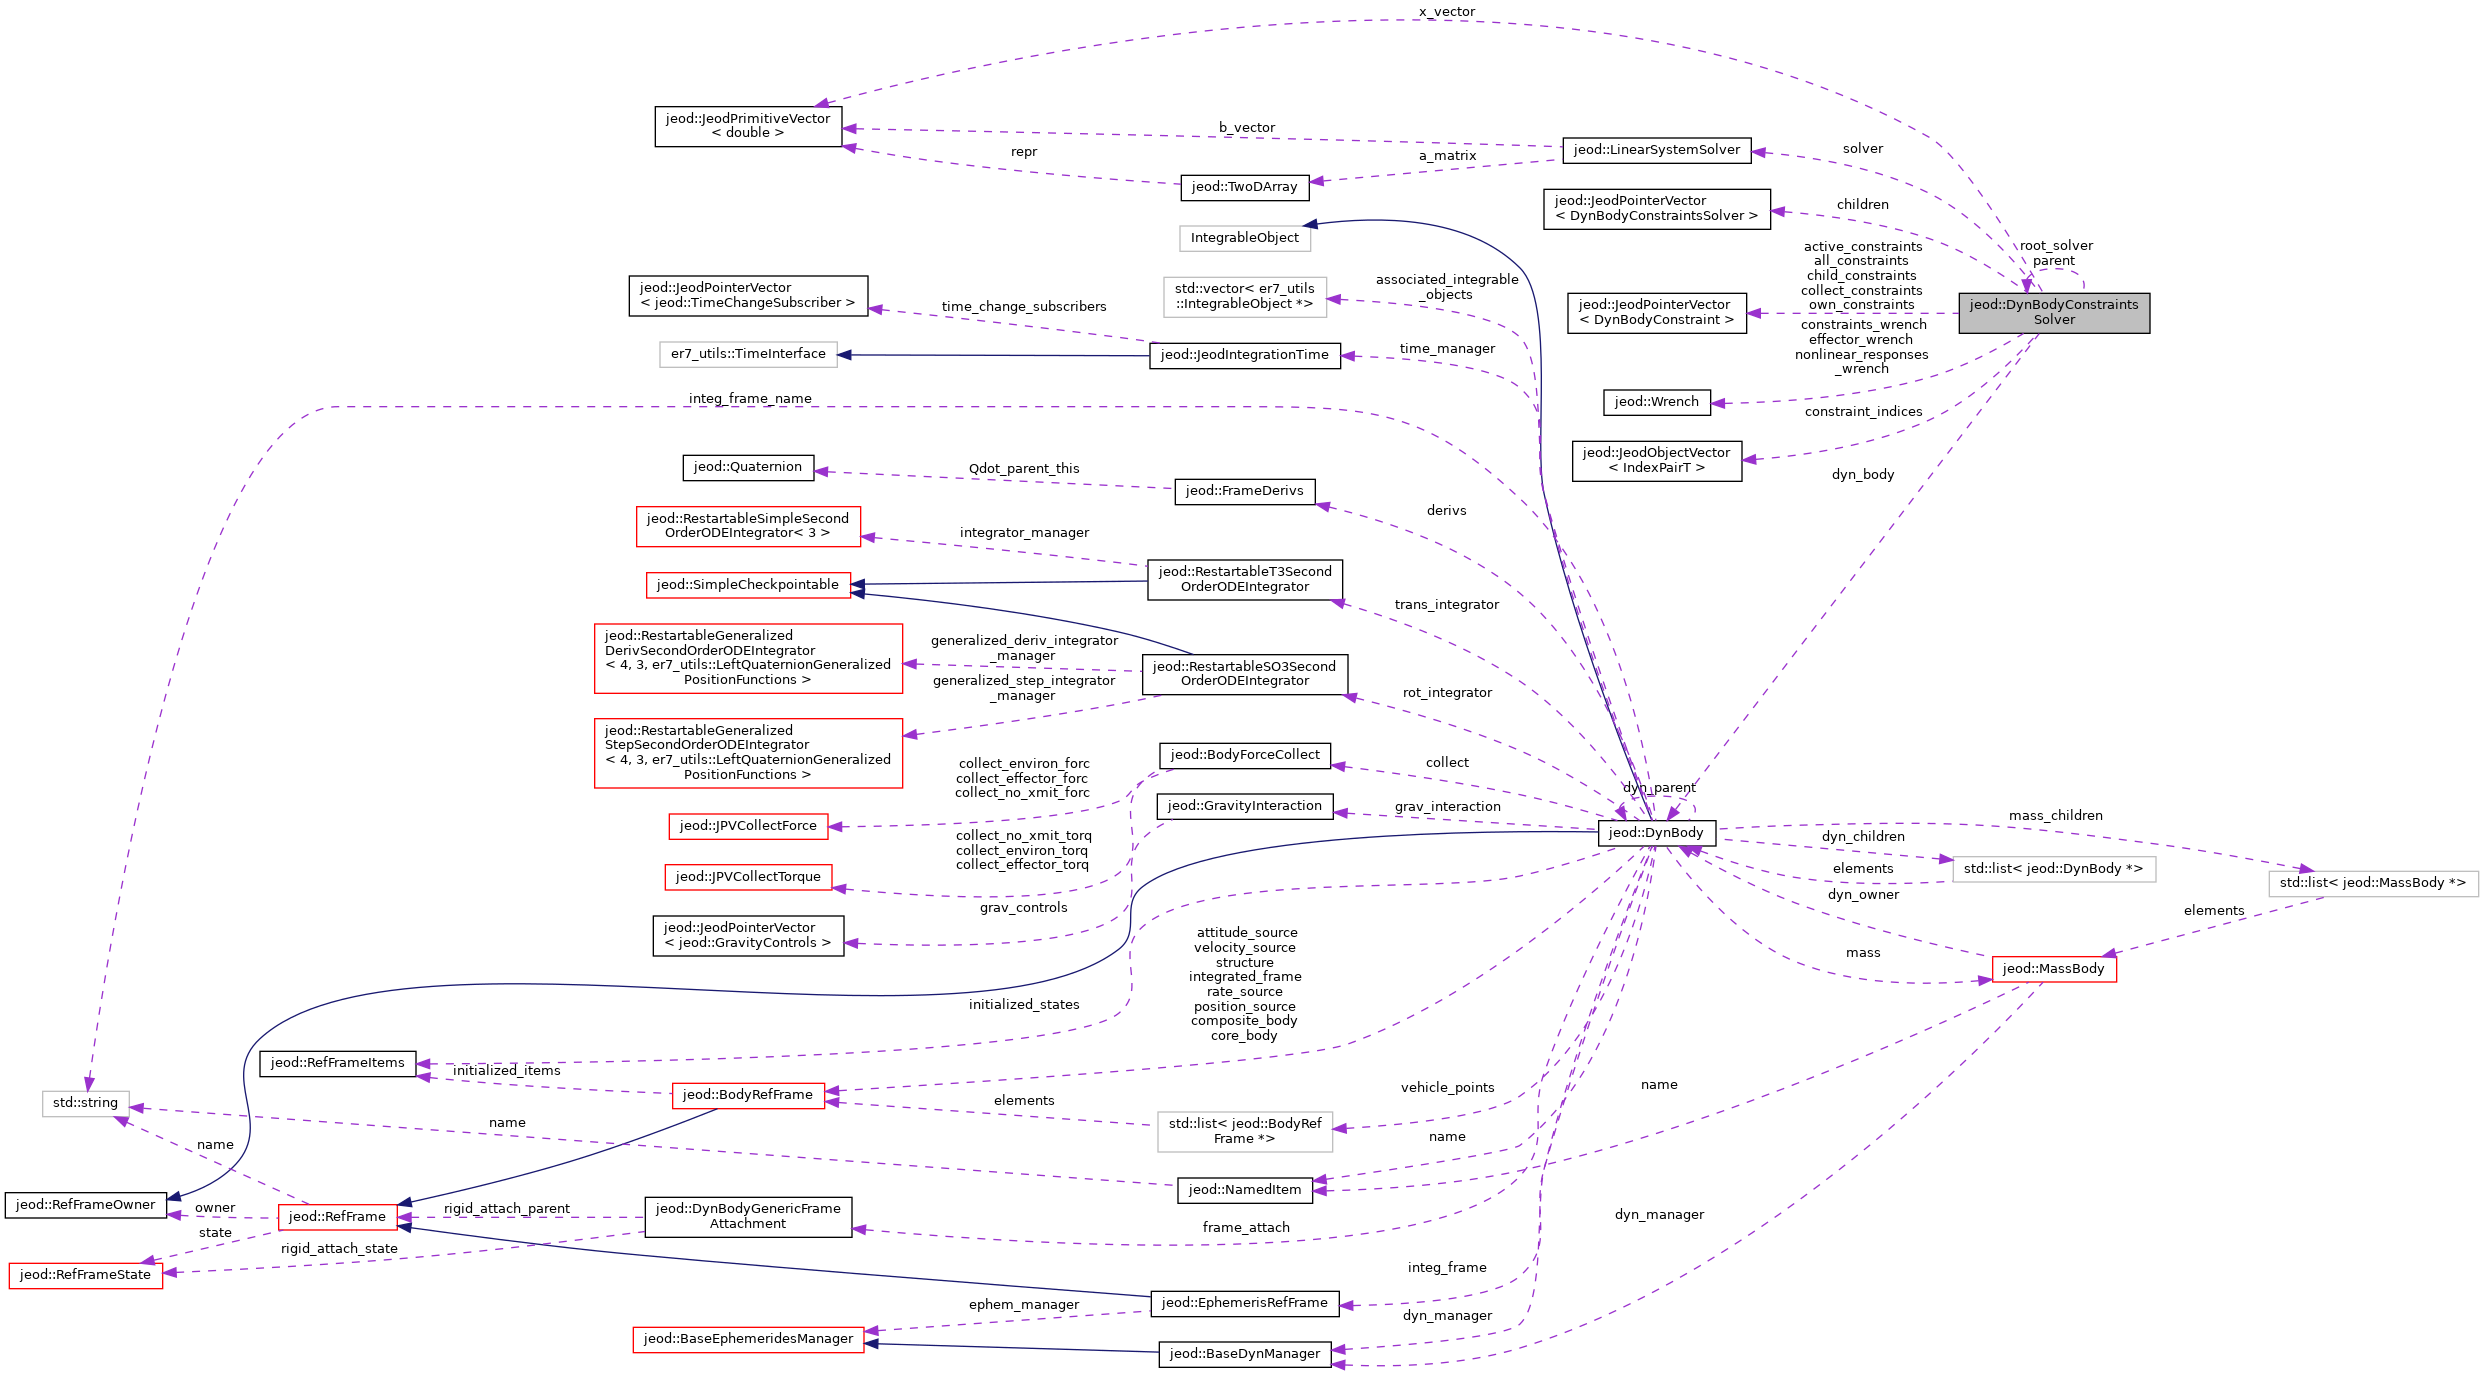 x_vector
jeod::JeodPrimitiveVector
< double >
b_vector
repr
a_matrix
jeod::LinearSystemSolver
solver
jeod::TwoDArray
jeod::JeodPointerVector
< DynBodyConstraintsSolver >
children
IntegrableObject
root_solver
parent
active_constraints
all_constraints
child_constraints
collect_constraints
own_constraints
associated_integrable
_objects
std::vector< er7_utils
::IntegrableObject *>
jeod::JeodPointerVector
< jeod::TimeChangeSubscriber >
time_change_subscribers
jeod::JeodPointerVector
< DynBodyConstraint >
jeod::DynBodyConstraints
Solver
constraints_wrench
effector_wrench
nonlinear_responses
_wrench
er7_utils::TimeInterface
jeod::JeodIntegrationTime
time_manager
integ_frame_name
jeod::Wrench
constraint_indices
jeod::JeodObjectVector
< IndexPairT >
dyn_body
jeod::Quaternion
Qdot_parent_this
jeod::FrameDerivs
derivs
jeod::RestartableSimpleSecond
OrderODEIntegrator< 3 >
integrator_manager
jeod::SimpleCheckpointable
jeod::RestartableT3Second
OrderODEIntegrator
trans_integrator
jeod::RestartableGeneralized
DerivSecondOrderODEIntegrator
< 4, 3, er7_utils::LeftQuaternionGeneralized
PositionFunctions >
generalized_deriv_integrator
_manager
generalized_step_integrator
_manager
jeod::RestartableSO3Second
OrderODEIntegrator
rot_integrator
jeod::RestartableGeneralized
StepSecondOrderODEIntegrator
< 4, 3, er7_utils::LeftQuaternionGeneralized
PositionFunctions >
collect_environ_forc
collect_effector_forc
collect_no_xmit_forc
jeod::BodyForceCollect
collect
dyn_parent
jeod::GravityInteraction
grav_interaction
jeod::JPVCollectForce
collect_no_xmit_torq
collect_environ_torq
collect_effector_torq
jeod::DynBody
mass_children
dyn_children
std::list< jeod::DynBody *>
elements
std::list< jeod::MassBody *>
jeod::JPVCollectTorque
dyn_owner
elements
grav_controls
jeod::JeodPointerVector
< jeod::GravityControls >
attitude_source
velocity_source
structure
integrated_frame
rate_source
position_source
composite_body
core_body
mass
jeod::MassBody
initialized_states
jeod::RefFrameItems
initialized_items
jeod::BodyRefFrame
elements
vehicle_points
name
std::string
std::list< jeod::BodyRef
Frame *>
name
name
name
jeod::NamedItem
jeod::RefFrameOwner
owner
jeod::RefFrame
rigid_attach_parent
jeod::DynBodyGenericFrame
Attachment
frame_attach
dyn_manager
state
rigid_attach_state
jeod::RefFrameState
integ_frame
ephem_manager
jeod::EphemerisRefFrame
dyn_manager
jeod::BaseEphemeridesManager
jeod::BaseDynManager